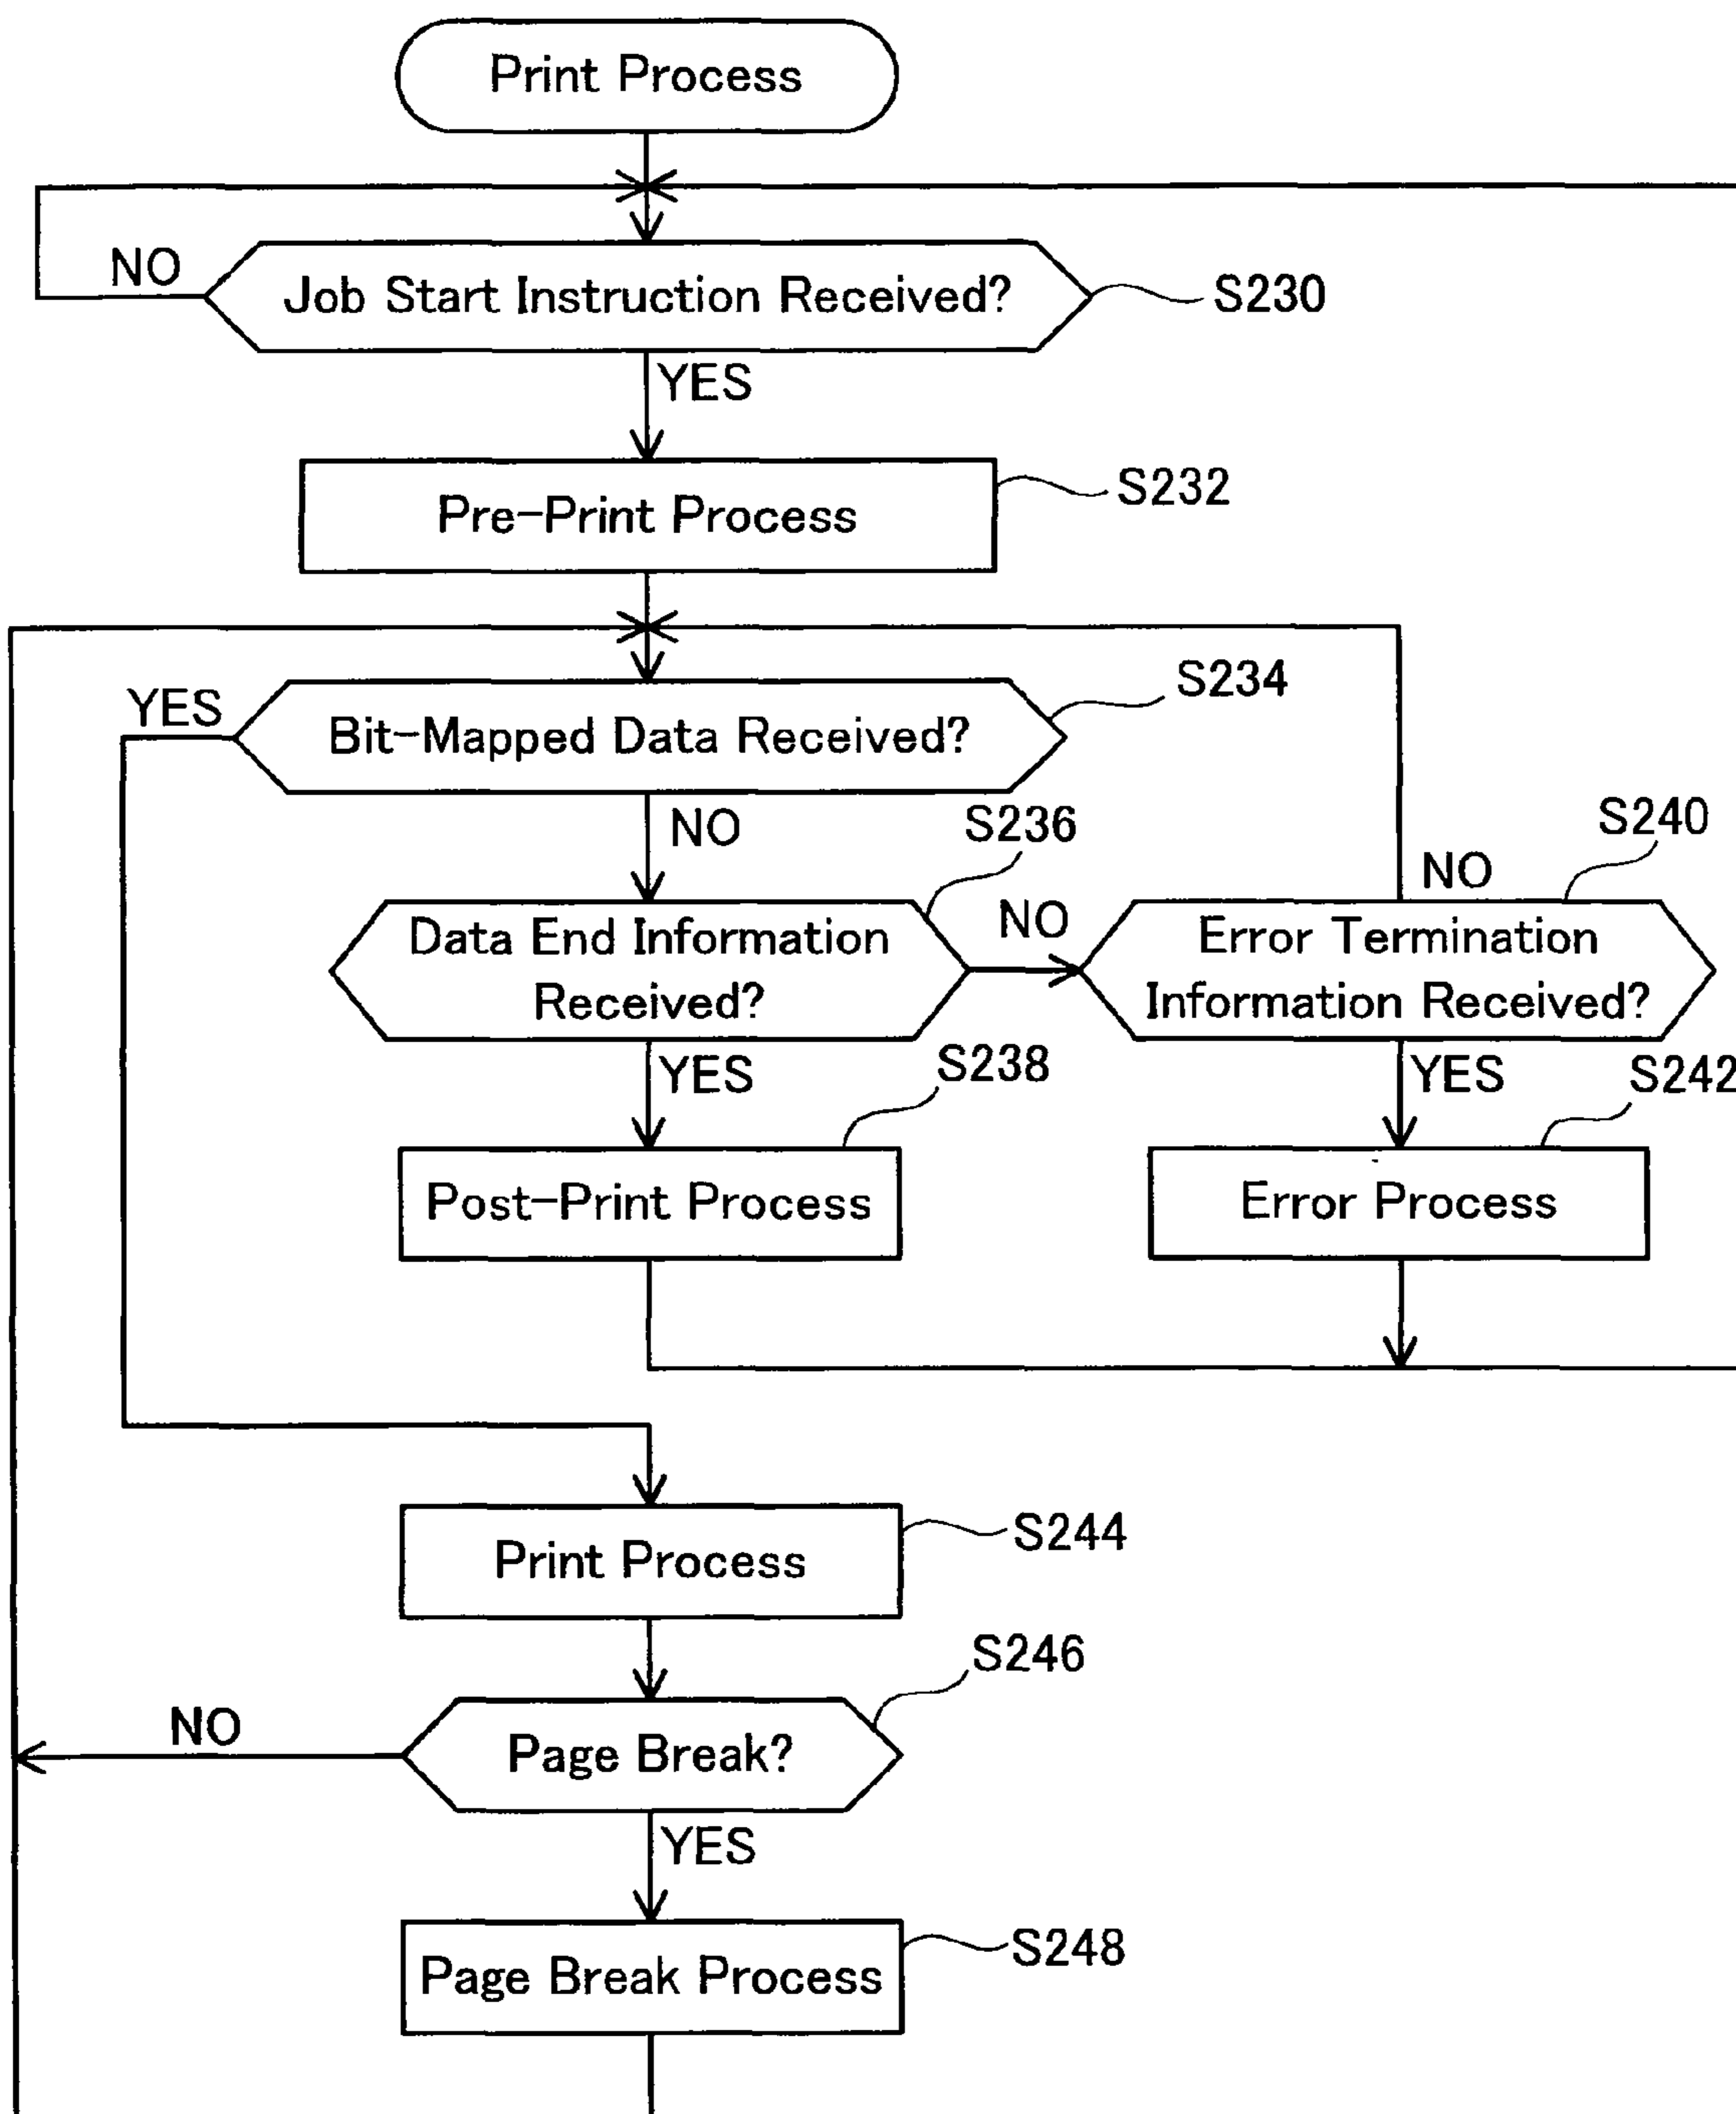 Print Process
NO
Job Start Instruction Received?
S230
YES
Pre-Print Process
S232
YES
Bit-Mapped Data Received?
S234
NO
S236
S240
NO
Data End Information
Received?
NO
Error Termination
Information Received?
YES
S238
YES
S242
Post-Print Process
Error Process
Print Process
S244
S246
NO
Page Break?
YES
Page Break Process
S248